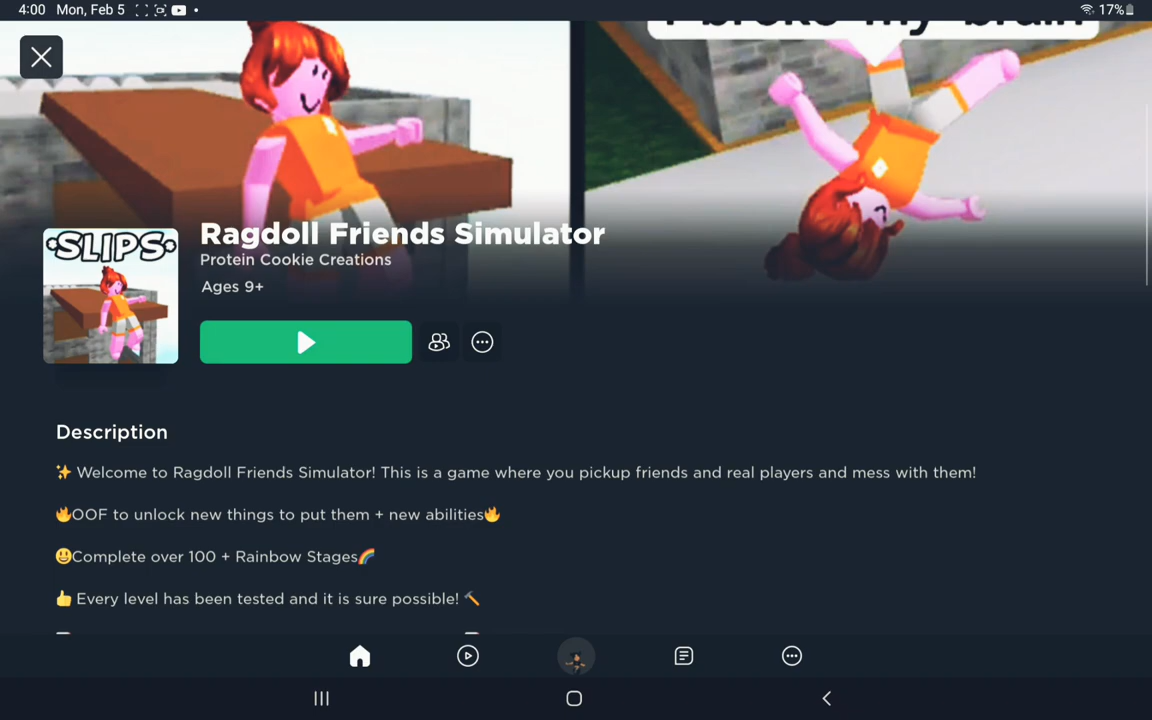 4:00 Mon, Feb 5
17%
I broke my brain
SLIPS
Ragdoll Friends Simulator
Protein Cookie Creations
Ages 9+
Description
✨ Welcome to Ragdoll Friends Simulator! This is a game where you pickup friends and real players and mess with them!
🔥OOF to unlock new things to put them + new abilities🔥
😃Complete over 100 + Rainbow Stages🌈
👍 Every level has been tested and it is sure possible! 🔨